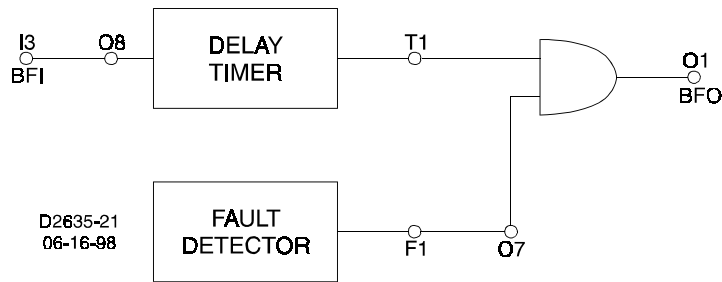 I3
O8
DELAY
TIMER
T1
O1
BFI
BFO
D2635-21
06-16-98
FAULT
DETECTOR
F1
O7